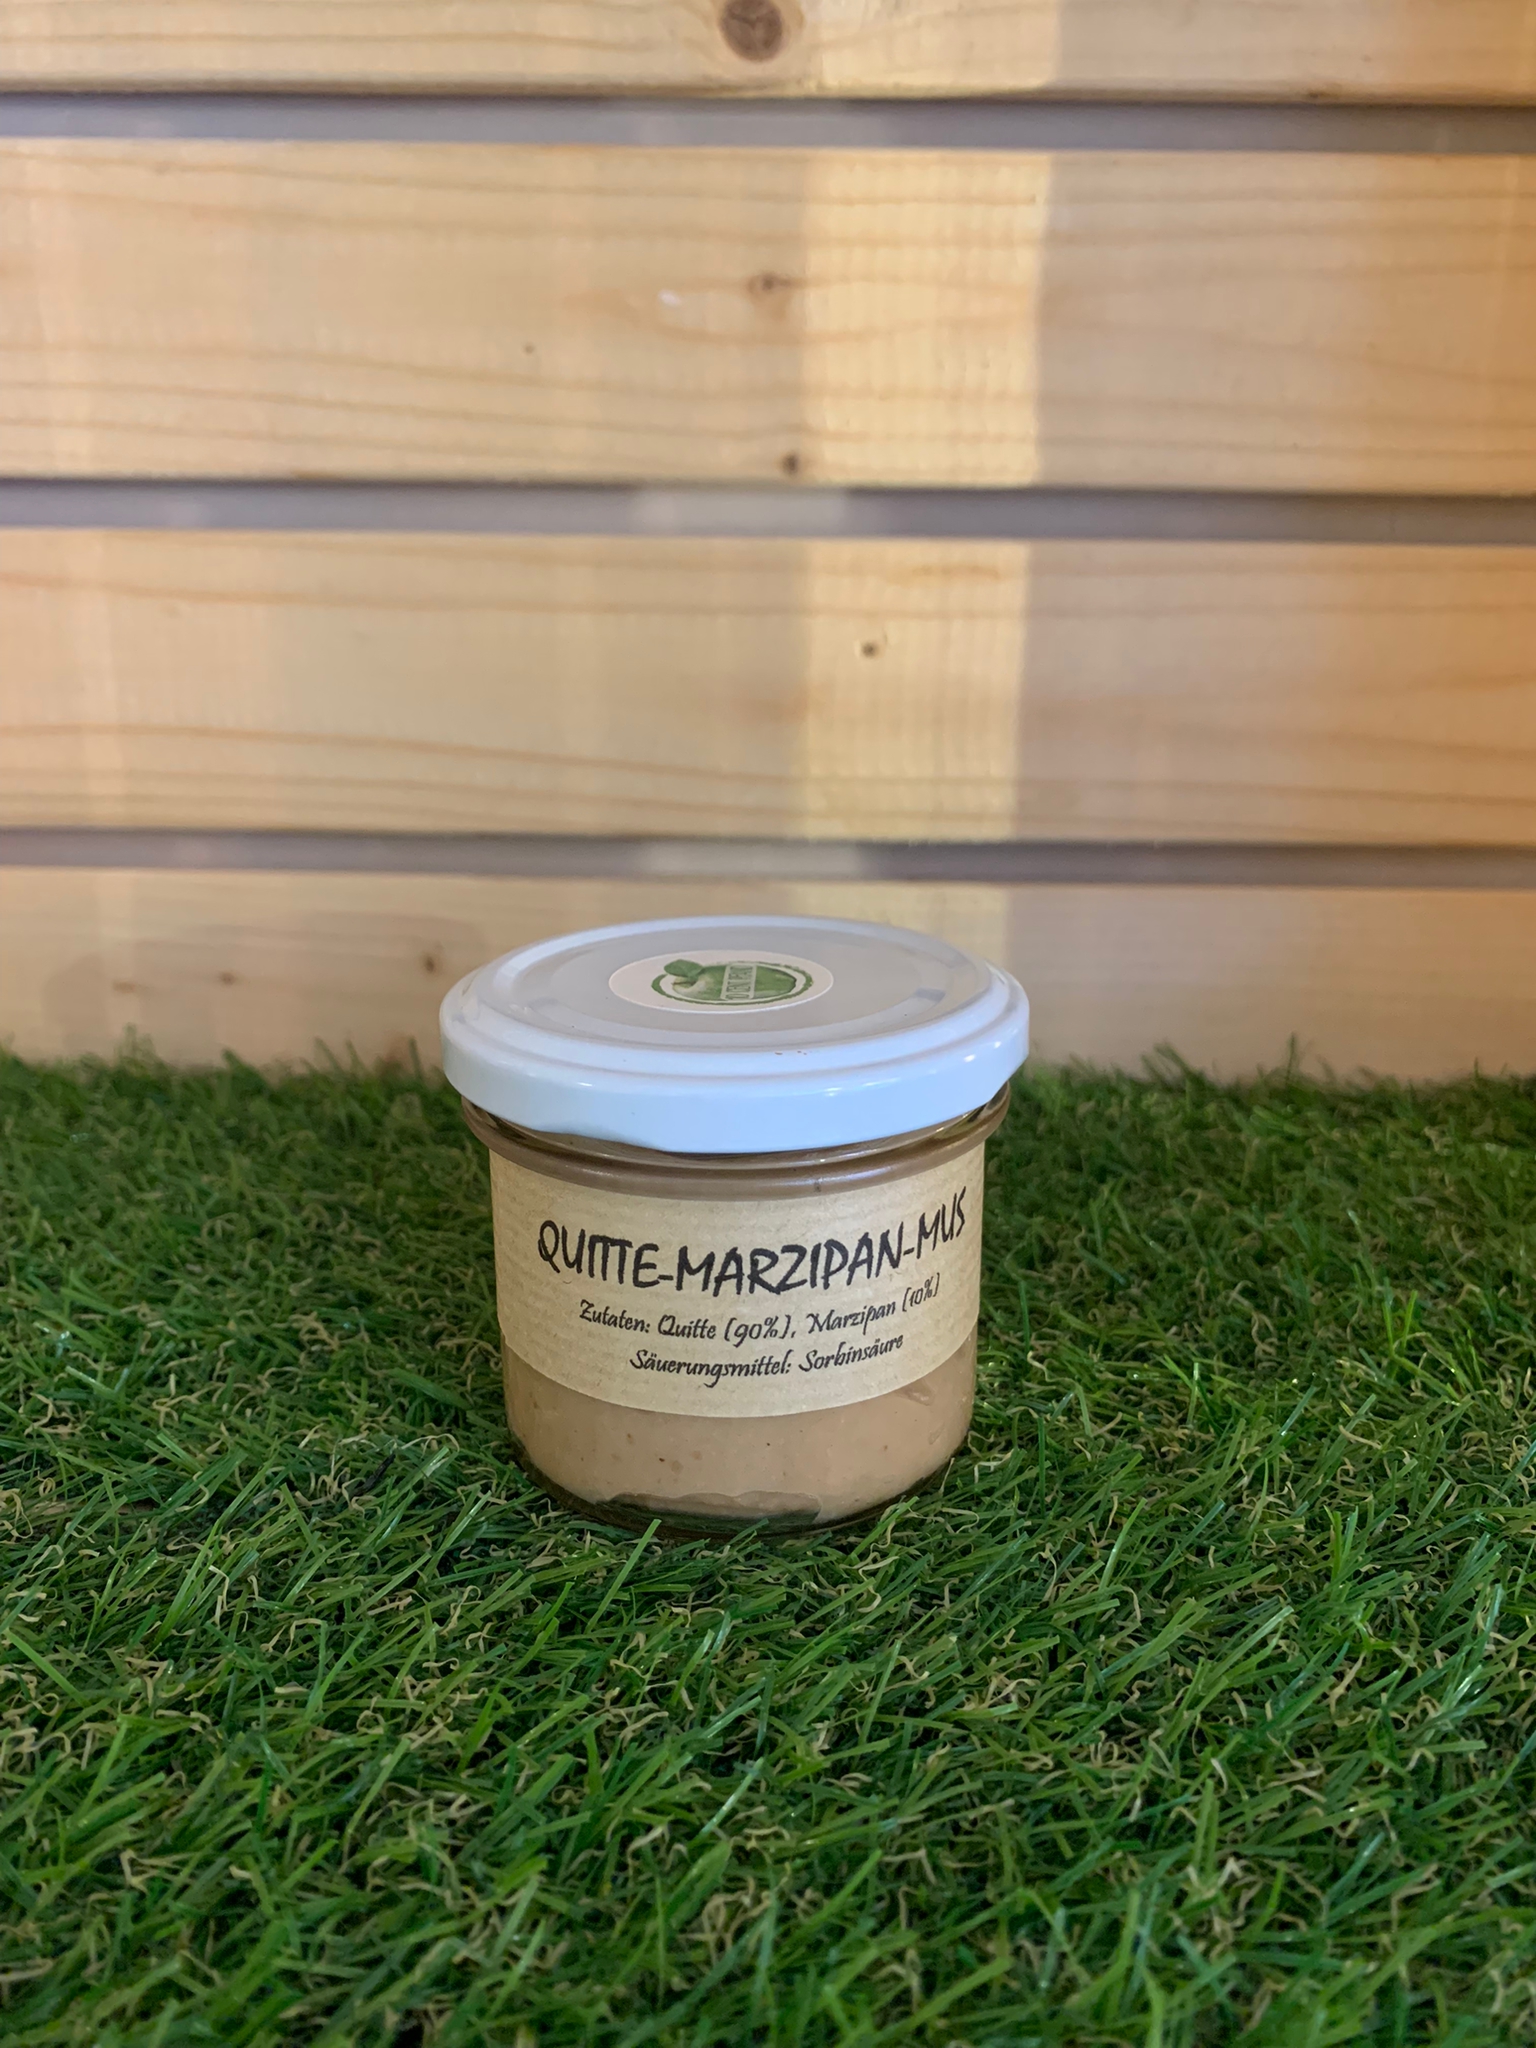 QUITTE-MARZIPAN-MUS
Zutaten: Quitte (90%), Marzipan (10%)
Säuerungsmittel: Sorbinsäure